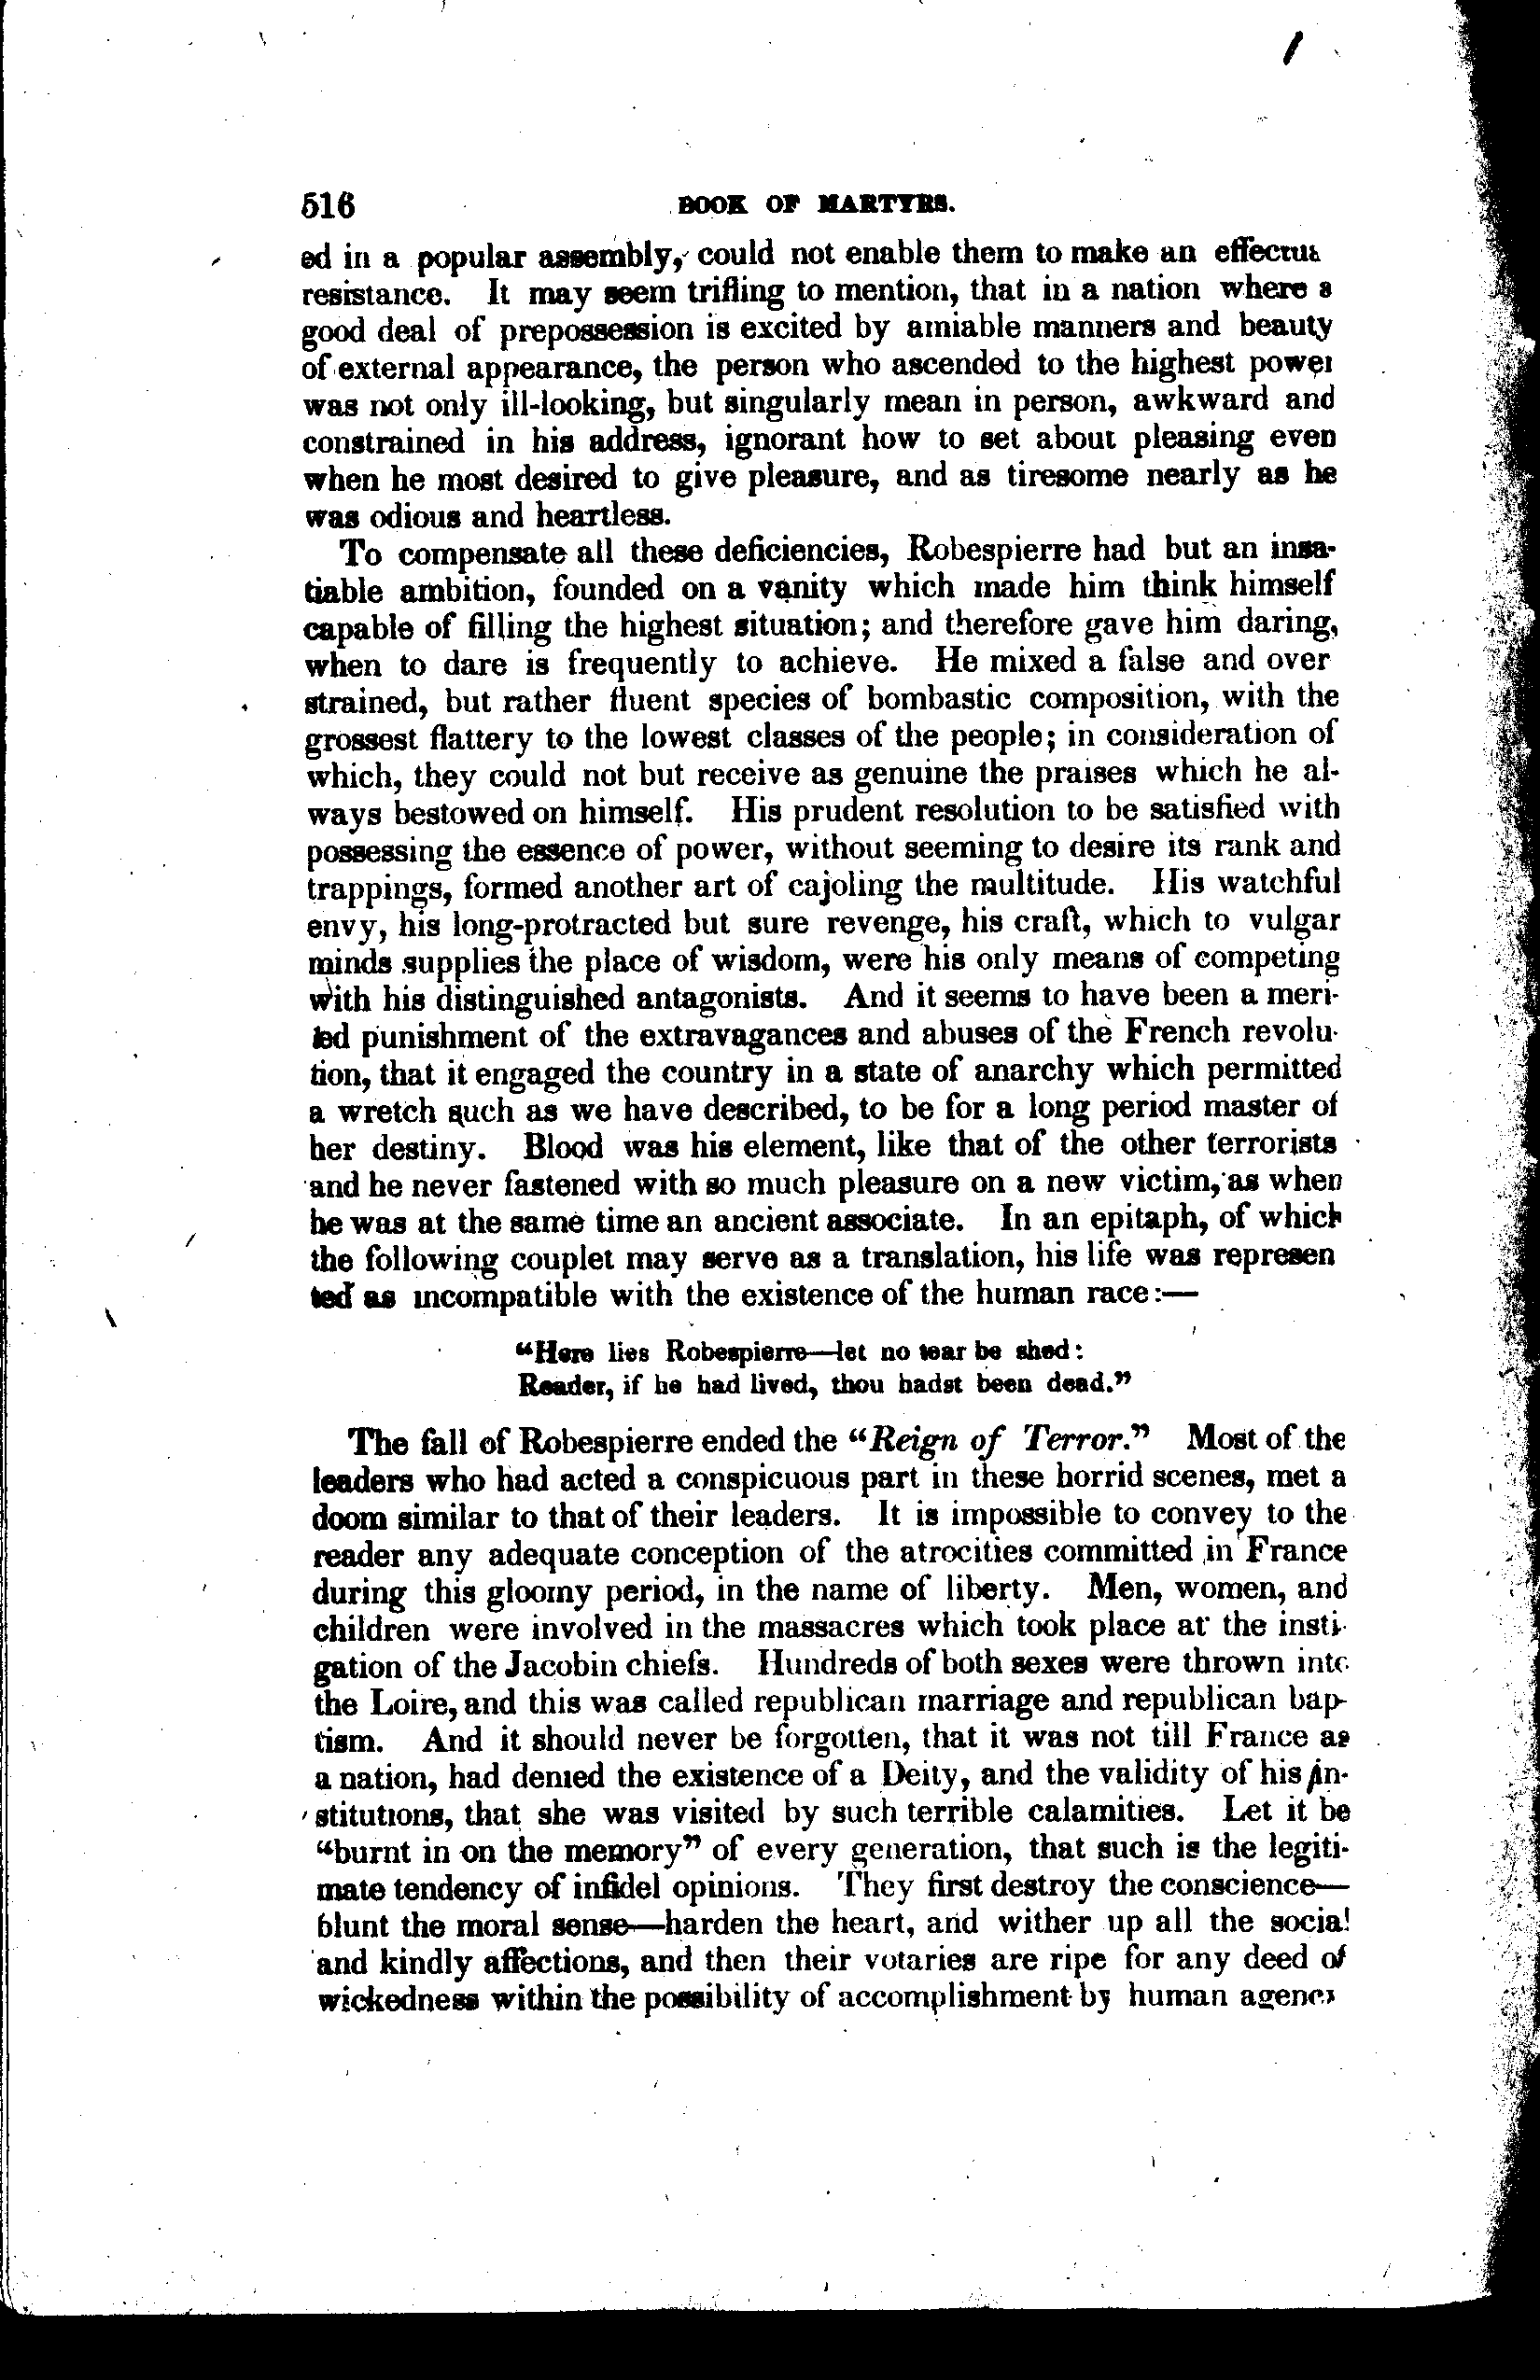 516 BOOK OF MARTYRS.
ed in a popular assembly, could not enable them to make an effectua
resistance. It may seem trifling to mention, that in a nation where a
good deal of prepossession is excited by amiable manners and beauty
of external appearance, the person who ascended to the highest power
was not only ill-looking, but singularly mean in person, awkward and
constrained in his address, ignorant how to set about pleasing even
when he most desired to give pleasure, and as tiresome nearly as he
was odious and heartless.
To compensate all these deficiencies, Robespierre had but an insa-
tiable ambition, founded on a vanity which made him think himself
capable of filling the highest situation; and therefore gave him daring,
when to dare is frequently to achieve. He mixed a false and over
strained, but rather fluent species of bombastic composition, with the
grossest flattery to the lowest classes of the people; in consideration of
which, they could not but receive as genuine the praises which he al-
ways bestowed on himself. His prudent resolution to be satisfied with
possessing the essence of power, without seeming to desire its rank and
trappings, formed another art of cajoling the multitude. His watchful
envy, his long-protracted but sure revenge, his craft, which to vulgar
minds supplies the place of wisdom, were his only means of competing
with his distinguished antagonists. And it seems to have been a meri-
ted punishment of the extravagances and abuses of the French revolu-
tion, that it engaged the country in a state of anarchy which permitted
a wretch such as we have described, to be for a long period master of
her destiny. Blood was his element, like that of the other terrorists
and he never fastened with so much pleasure on a new victim, as when
he was at the same time an ancient associate. In an epitaph, of which
the following couplet may serve as a translation, his life was represen
ted as incompatible with the existence of the human race:—
"Here lies Robespierre—let no tear be shed:
Reader, if he had lived, thou hadst been dead."
The fall of Robespierre ended the "Reign of Terror." Most of the
leaders who had acted a conspicuous part in these horrid scenes, met a
doom similar to that of their leaders. It is impossible to convey to the
reader any adequate conception of the atrocities committed in France
during this gloomy period, in the name of liberty. Men, women, and
children were involved in the massacres which took place at the insti-
gation of the Jacobin chiefs. Hundreds of both sexes were thrown into
the Loire, and this was called republican marriage and republican bap-
tism. And it should never be forgotten, that it was not till France as
a nation, had denied the existence of a Deity, and the validity of his in-
stitutions, that she was visited by such terrible calamities. Let it be
"burnt in on the memory" of every generation, that such is the legiti-
mate tendency of infidel opinions. They first destroy the conscience—
blunt the moral sense—harden the heart, and wither up all the social
and kindly affections, and then their votaries are ripe for any deed of
wickedness within the possibility of accomplishment by human agency